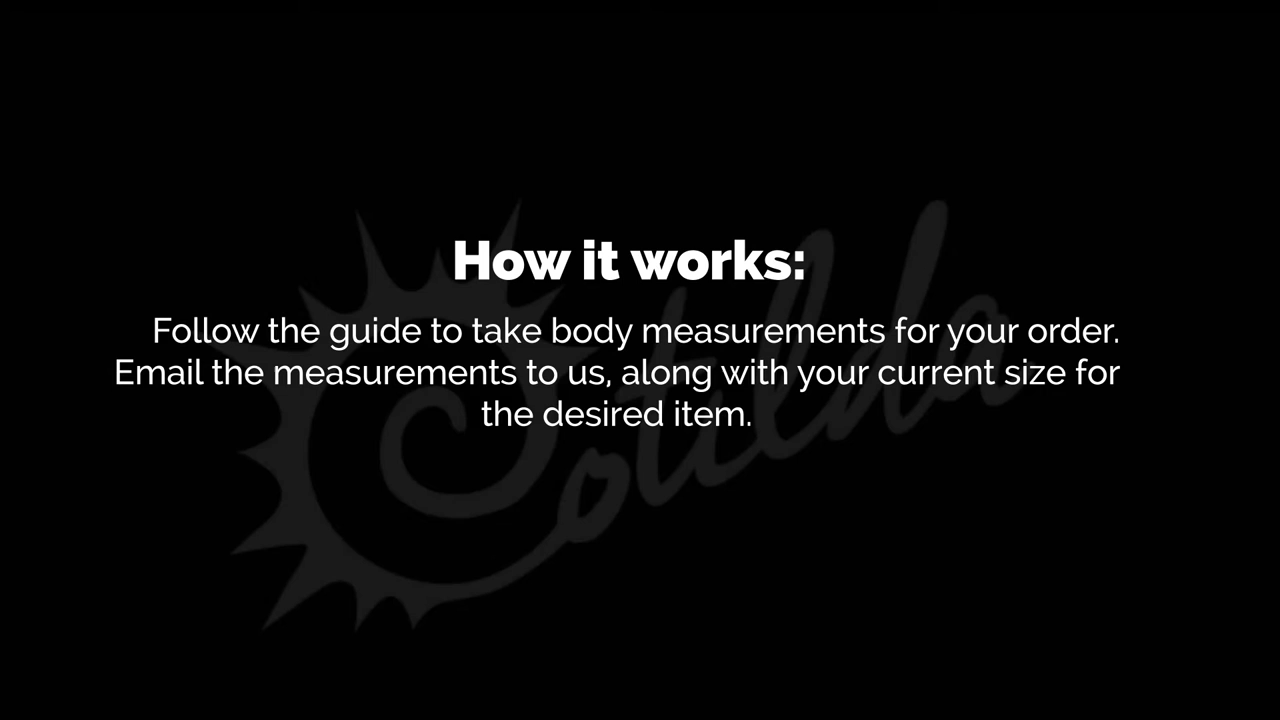 How it works:
Follow the guide to take body measurements for your order.
Email the measurements to us, along with your current size for
the desired item.
Cotilda